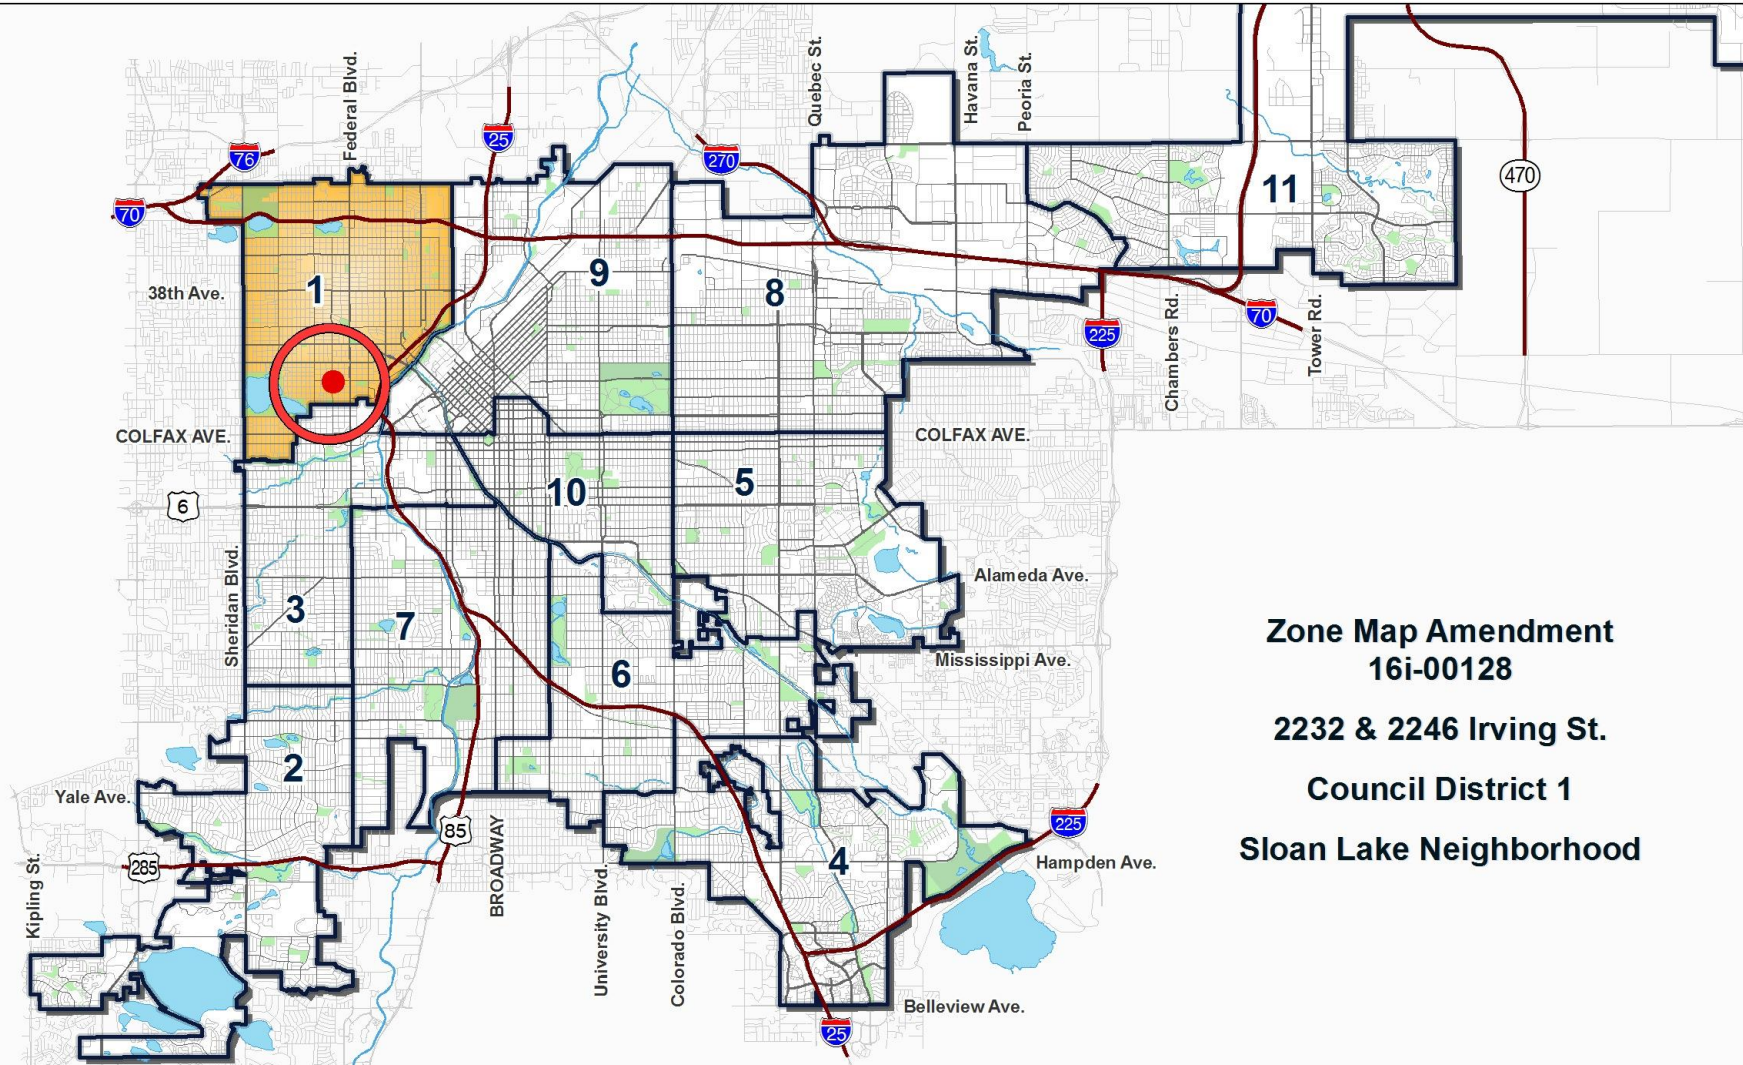 Federal Blvd.
Quebec St.
Havana St.
Peoria St.
76
25
270
70
470
11
1
9
8
38th Ave.
225
70
Chambers Rd.
Tower Rd.
COLFAX AVE.
COLFAX AVE.
6
10
5
Sheridan Blvd.
3
7
Alameda Ave.
Mississippi Ave.
6
2
Yale Ave.
85
285
BROADWAY
University Blvd.
Colorado Blvd.
Kipling St.
4
225
Hampden Ave.
Belleview Ave.
25
Zone Map Amendment
16i-00128
2232 & 2246 Irving St.
Council District 1
Sloan Lake Neighborhood